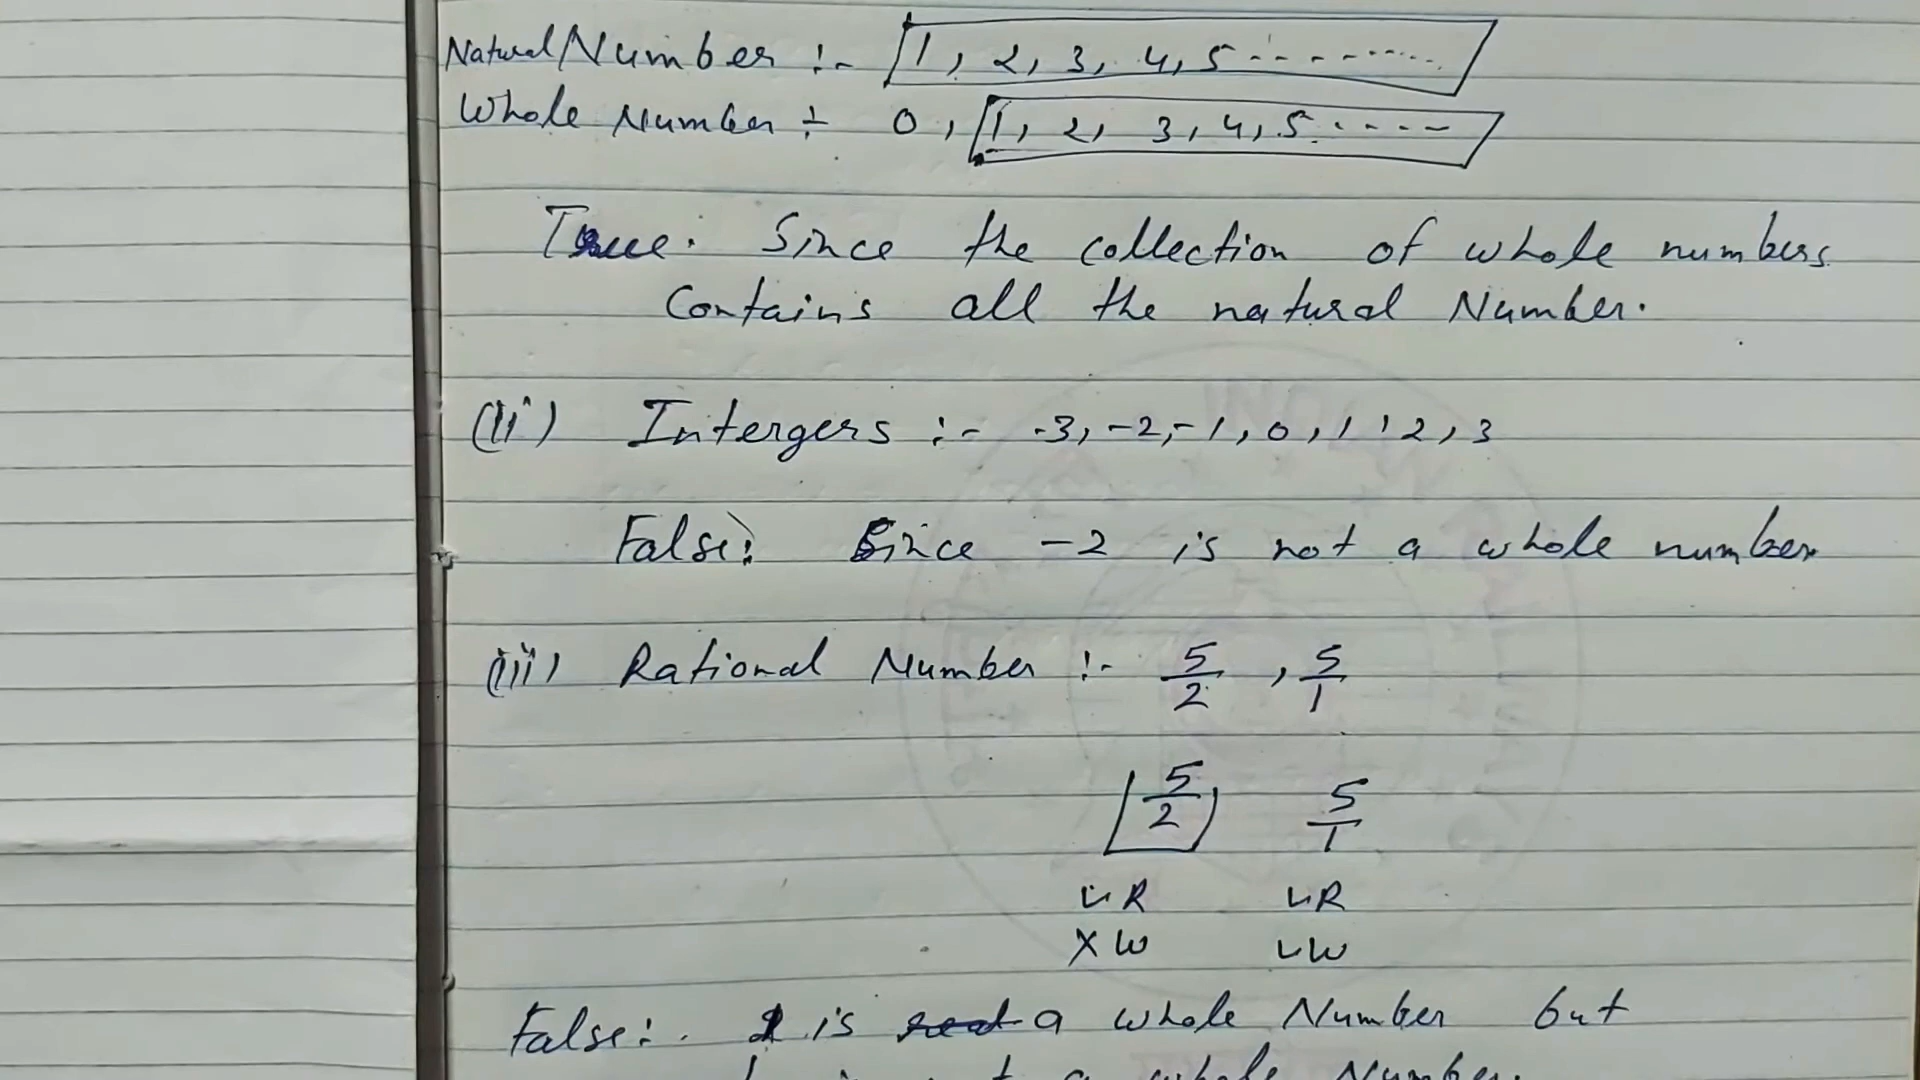 Natural Number :- 1, 2, 3, 4, 5 ........
Whole Number ÷ 0, 1, 2, 3, 4, 5 ....
True. Since the collection of whole numbers
Contains all the natural Number.
(ii) Intergers :- -3, -2, -1, 0, 1, 2, 3
False: Since -2 is not a whole number
(iii) Rational Number :- 5/2 , 5/1
5/2 5/1
✓R ✓R
XW ✓W
False: is a whole Number but
a whole Number.